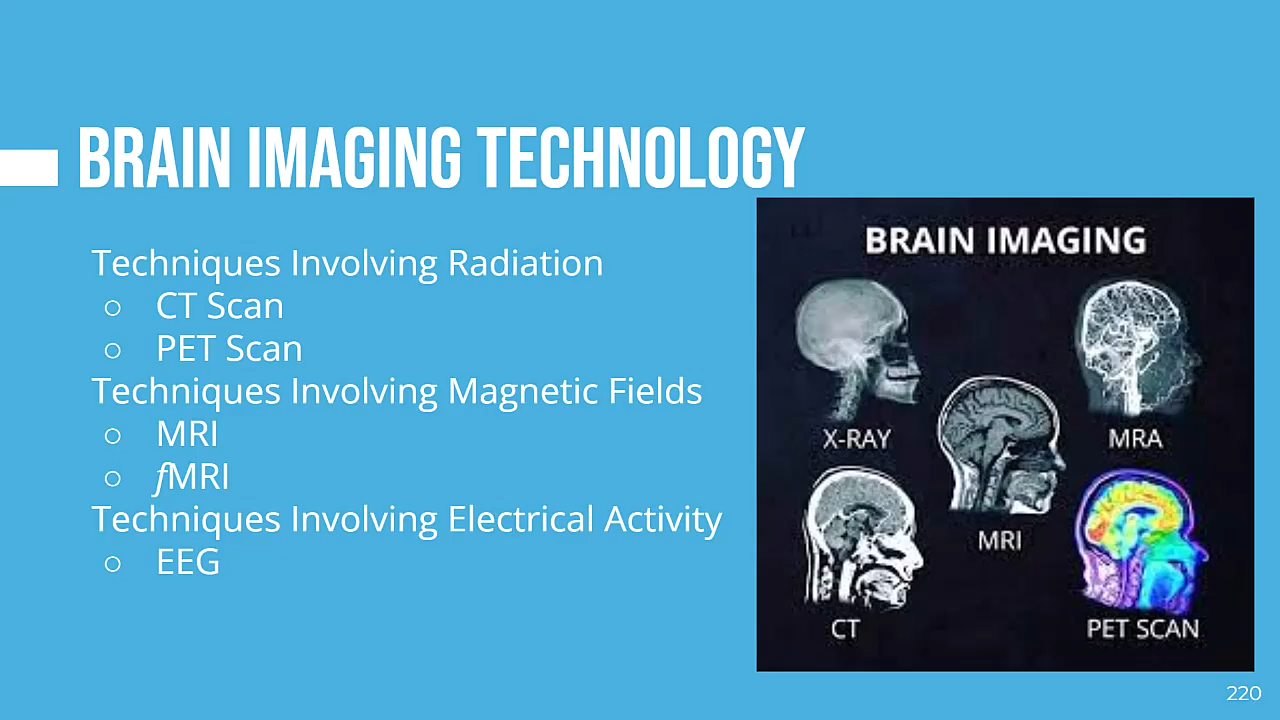 BRAIN IMAGING TECHNOLOGY
Techniques Involving Radiation
○ CT Scan
○ PET Scan
Techniques Involving Magnetic Fields
○ MRI
○ fMRI
Techniques Involving Electrical Activity
○ EEG
BRAIN IMAGING
X-RAY
MRA
MRI
CT
PET SCAN
220